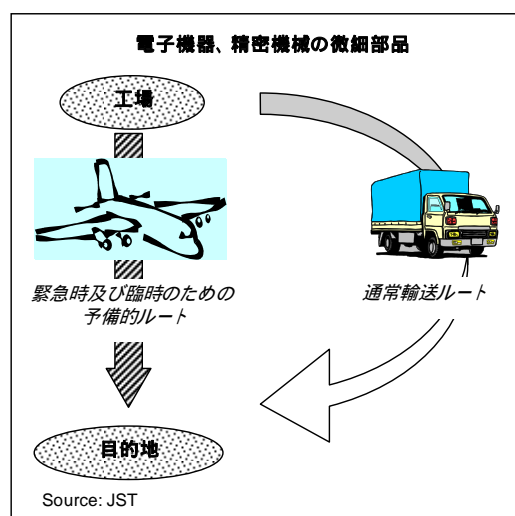 電子機器、精密機械の微細部品
工場
緊急時及び臨時のための
予備的ルート
通常輸送ルート
目的地
Source: JST